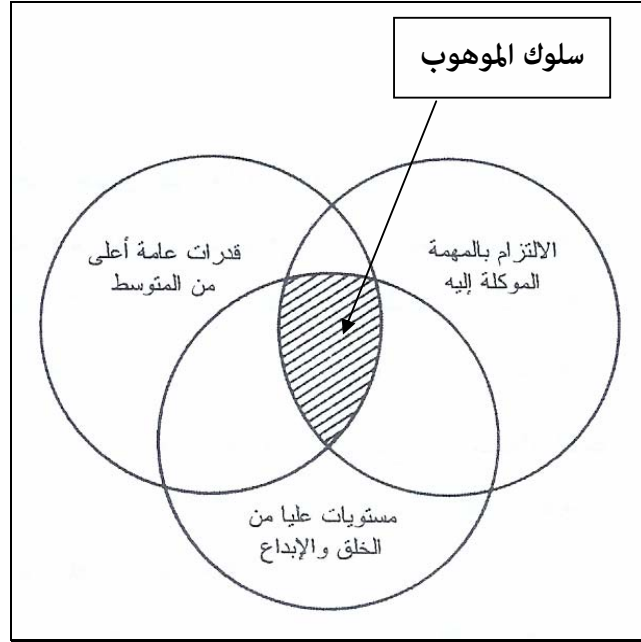 سلوك الموهوب
الالتزام بالمهمة
الموكلة إليه
قدرات عامة أعلى
من المتوسط
مستويات عليا من
الخلق والإبداع